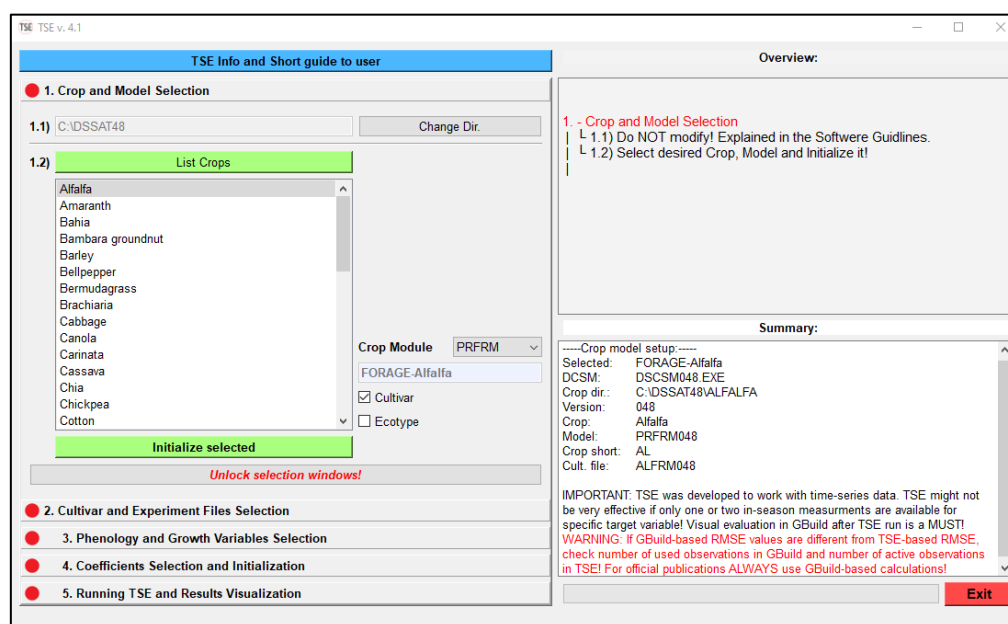 TSE TSE v. 4.1
TSE Info and Short guide to user
1. Crop and Model Selection
1.1) C:\DSSAT48 Change Dir.
1.2) List Crops
Alfalfa
Amaranth
Bahia
Bambara groundnut
Barley
Bellpepper
Bermudagrass
Brachiaria
Cabbage
Canola
Carinata
Cassava
Chia
Chickpea
Cotton
Crop Module PRFRM
FORAGE-Alfalfa
Cultivar
Ecotype
Initialize selected
Unlock selection windows!
2. Cultivar and Experiment Files Selection
3. Phenology and Growth Variables Selection
4. Coefficients Selection and Initialization
5. Running TSE and Results Visualization
Overview:
1. - Crop and Model Selection
| └ 1.1) Do NOT modify! Explained in the Softwere Guidlines.
| └ 1.2) Select desired Crop, Model and Initialize it!
|
Summary:
-----Crop model setup:-----
Selected: FORAGE-Alfalfa
DCSM: DSCSM048.EXE
Crop dir.: C:\DSSAT48\ALFALFA
Version: 048
Crop: Alfalfa
Model: PRFRM048
Crop short: AL
Cult. file: ALFRM048
IMPORTANT: TSE was developed to work with time-series data. TSE might not
be very effective if only one or two in-season measurments are available for
specific target variable! Visual evaluation in GBuild after TSE run is a MUST!
WARNING: If GBuild-based RMSE values are different from TSE-based RMSE,
check number of used observations in GBuild and number of active observations
in TSE! For official publications ALWAYS use GBuild-based calculations!
Exit